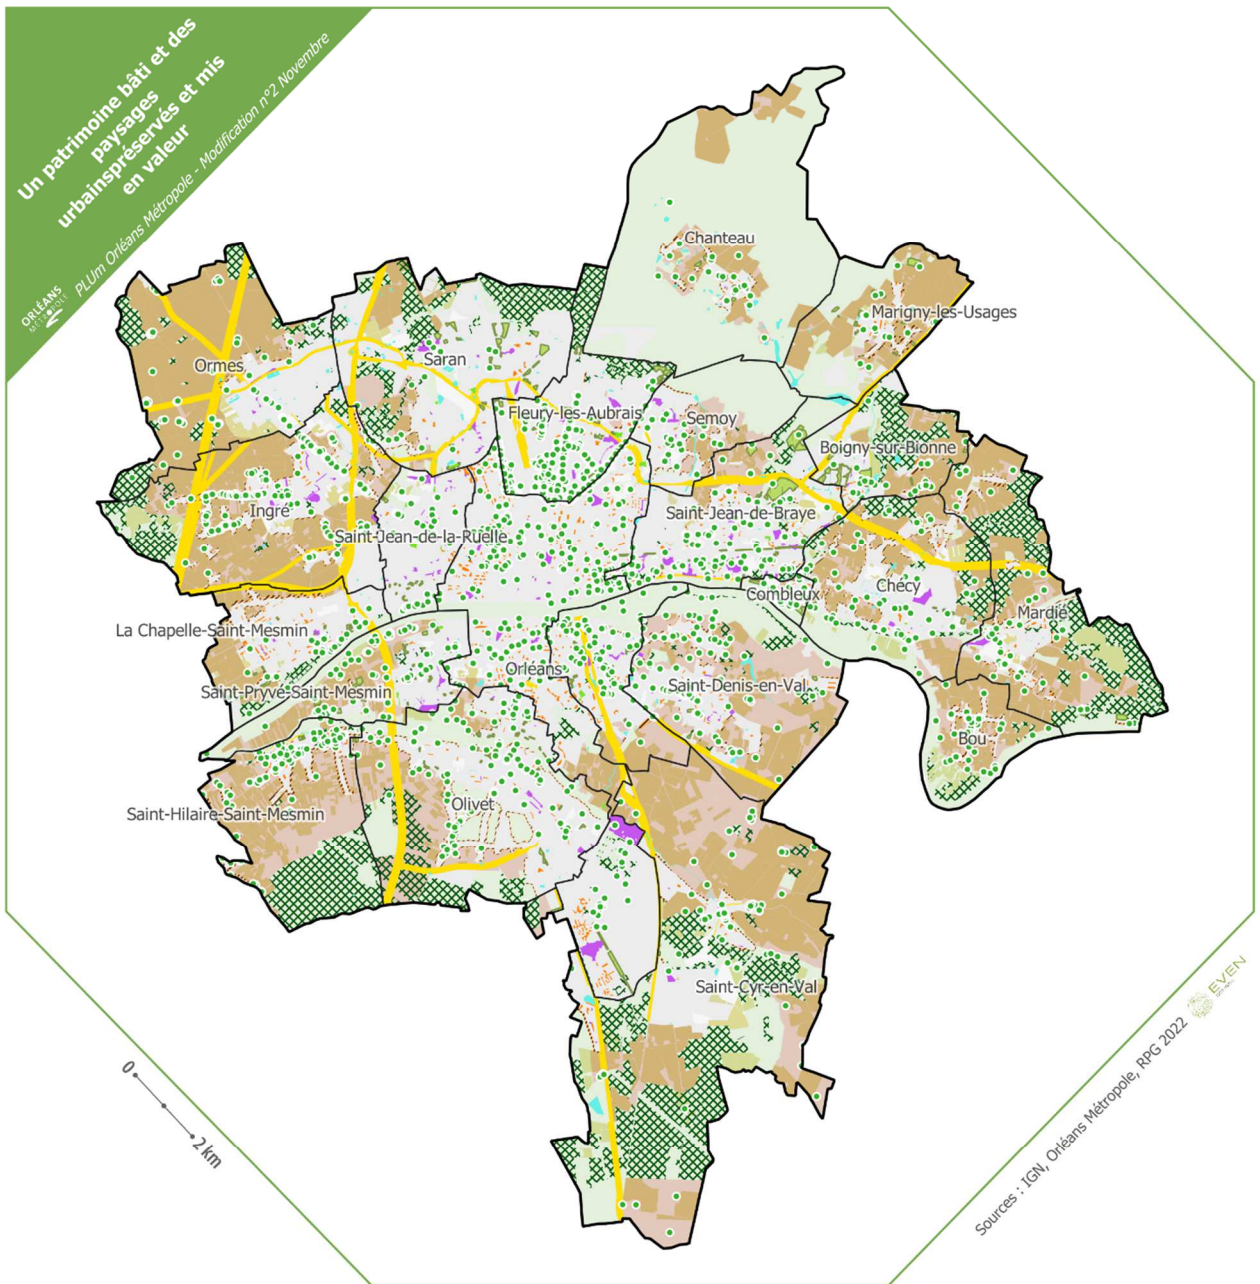 Un patrimoine bâti et des
paysages
urbainspréservés et mis
en valeur
PLUm Orléans Métropole - Modification n°2 Novembre
ORLÉANS
MÉTROPOLE
Chanteau
Marigny-les-Usages
Ormes
Saran
Fleury-les-Aubrais
Semoy
Boigny-sur-Bionne
Ingré
Saint-Jean-de-Braye
Saint-Jean-de-la-Ruelle
Chécy
Combleux
Mardié
La Chapelle-Saint-Mesmin
Orléans
Saint-Pryvé-Saint-Mesmin
Saint-Denis-en-Val
Bou
Olivet
Saint-Hilaire-Saint-Mesmin
Saint-Cyr-en-Val
0
2 km
Sources : IGN, Orléans Métropole, RPG 2022
EVEN